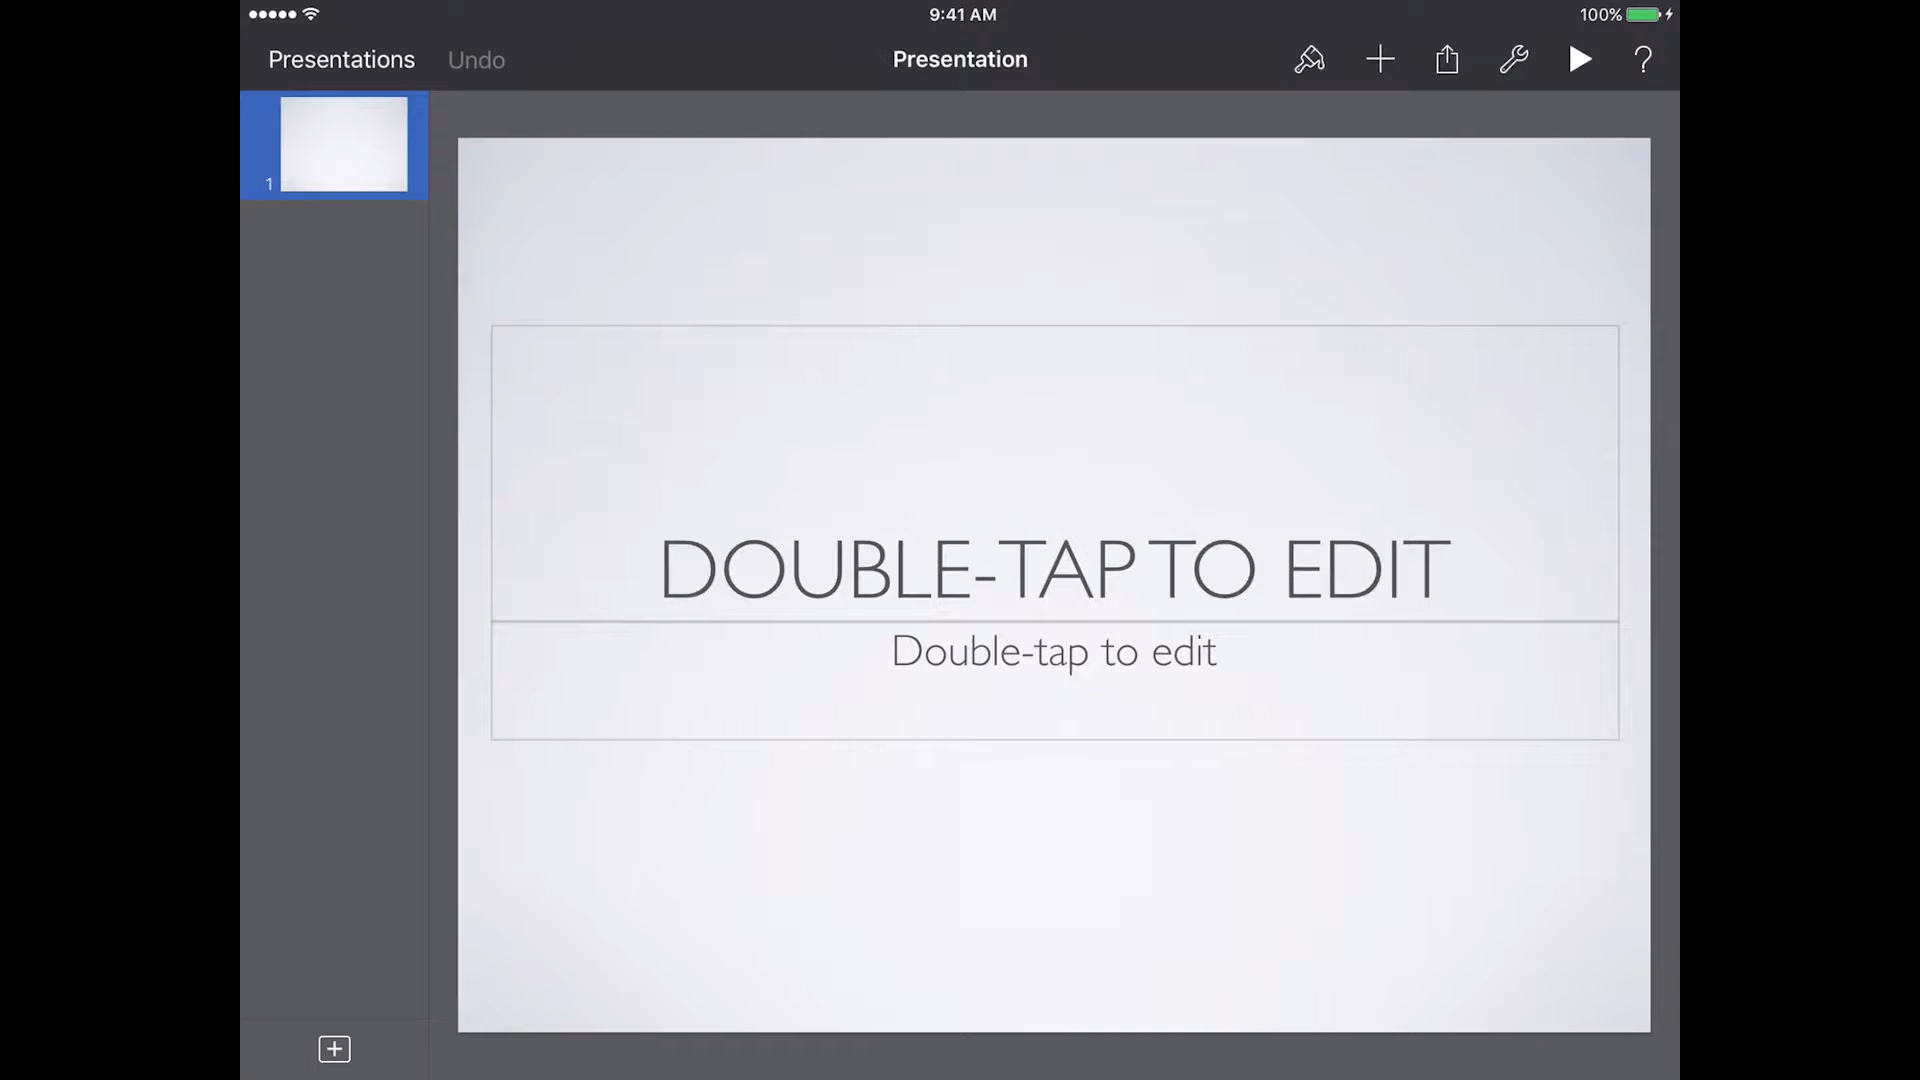 9:41 AM
100%
Presentations Undo Presentation ?
1
DOUBLE-TAP TO EDIT
Double-tap to edit